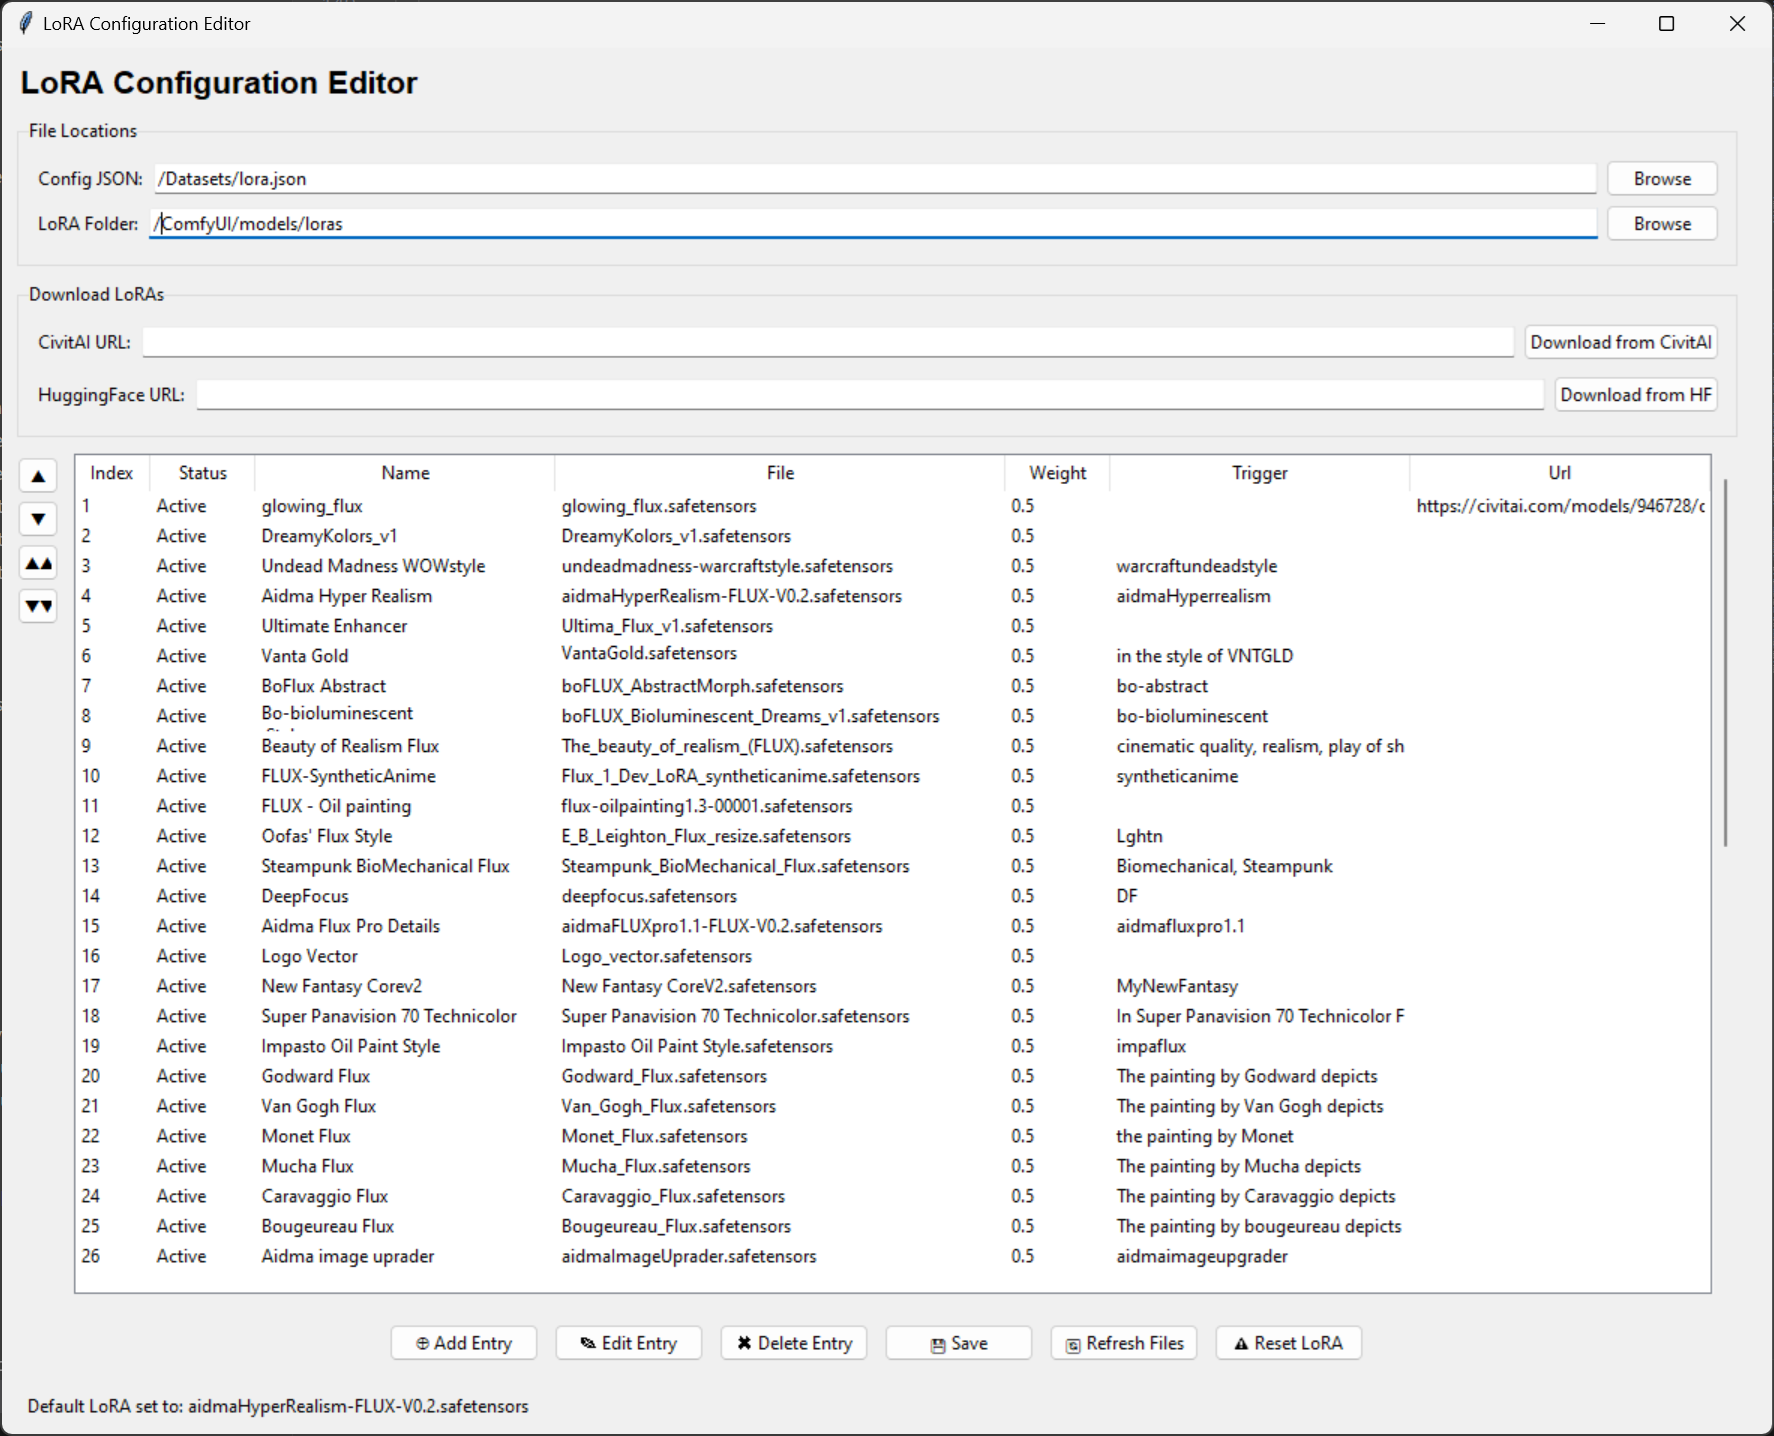 LoRA Configuration Editor
LoRA Configuration Editor
File Locations
Config JSON: /Datasets/lora.json Browse
LoRA Folder: /ComfyUI/models/loras Browse
Download LoRAs
CivitAI URL: Download from CivitAI
HuggingFace URL: Download from HF
Index Status Name File Weight Trigger Url
1 Active glowing_flux glowing_flux.safetensors 0.5 https://civitai.com/models/946728/c
2 Active DreamyKolors_v1 DreamyKolors_v1.safetensors 0.5
3 Active Undead Madness WOWstyle undeadmadness-warcraftstyle.safetensors 0.5 warcraftundeadstyle
4 Active Aidma Hyper Realism aidmaHyperRealism-FLUX-V0.2.safetensors 0.5 aidmaHyperrealism
5 Active Ultimate Enhancer Ultima_Flux_v1.safetensors 0.5
6 Active Vanta Gold VantaGold.safetensors 0.5 in the style of VNTGLD
7 Active BoFlux Abstract boFLUX_AbstractMorph.safetensors 0.5 bo-abstract
8 Active Bo-bioluminescent boFLUX_Bioluminescent_Dreams_v1.safetensors 0.5 bo-bioluminescent
9 Active Beauty of Realism Flux The_beauty_of_realism_(FLUX).safetensors 0.5 cinematic quality, realism, play of sh
10 Active FLUX-SyntheticAnime Flux_1_Dev_LoRA_syntheticanime.safetensors 0.5 syntheticanime
11 Active FLUX - Oil painting flux-oilpainting1.3-00001.safetensors 0.5
12 Active Oofas' Flux Style E_B_Leighton_Flux_resize.safetensors 0.5 Lghtn
13 Active Steampunk BioMechanical Flux Steampunk_BioMechanical_Flux.safetensors 0.5 Biomechanical, Steampunk
14 Active DeepFocus deepfocus.safetensors 0.5 DF
15 Active Aidma Flux Pro Details aidmaFLUXpro1.1-FLUX-V0.2.safetensors 0.5 aidmafluxpro1.1
16 Active Logo Vector Logo_vector.safetensors 0.5
17 Active New Fantasy Corev2 New Fantasy CoreV2.safetensors 0.5 MyNewFantasy
18 Active Super Panavision 70 Technicolor Super Panavision 70 Technicolor.safetensors 0.5 In Super Panavision 70 Technicolor F
19 Active Impasto Oil Paint Style Impasto Oil Paint Style.safetensors 0.5 impaflux
20 Active Godward Flux Godward_Flux.safetensors 0.5 The painting by Godward depicts
21 Active Van Gogh Flux Van_Gogh_Flux.safetensors 0.5 The painting by Van Gogh depicts
22 Active Monet Flux Monet_Flux.safetensors 0.5 the painting by Monet
23 Active Mucha Flux Mucha_Flux.safetensors 0.5 The painting by Mucha depicts
24 Active Caravaggio Flux Caravaggio_Flux.safetensors 0.5 The painting by Caravaggio depicts
25 Active Bougeureau Flux Bougeureau_Flux.safetensors 0.5 The painting by bougeureau depicts
26 Active Aidma image uprader aidmaImageUprader.safetensors 0.5 aidmaimageupgrader
Add Entry Edit Entry Delete Entry Save Refresh Files Reset LoRA
Default LoRA set to: aidmaHyperRealism-FLUX-V0.2.safetensors